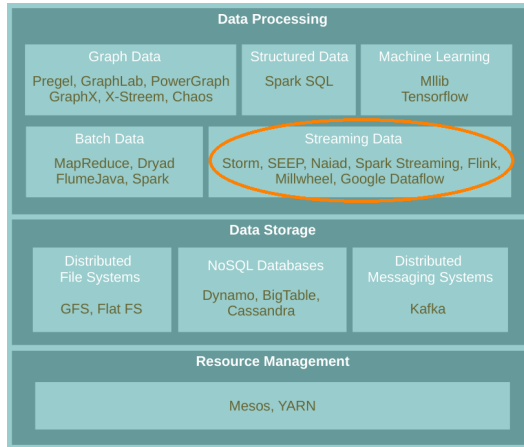 Data Processing
Graph Data
Pregel, GraphLab, PowerGraph
GraphX, X-Streem, Chaos
Structured Data
Spark SQL
Machine Learning
Mllib
Tensorflow
Batch Data
MapReduce, Dryad
FlumeJava, Spark
Streaming Data
Storm, SEEP, Naiad, Spark Streaming, Flink,
Millwheel, Google Dataflow
Data Storage
Distributed
File Systems
GFS, Flat FS
NoSQL Databases
Dynamo, BigTable,
Cassandra
Distributed
Messaging Systems
Kafka
Resource Management
Mesos, YARN